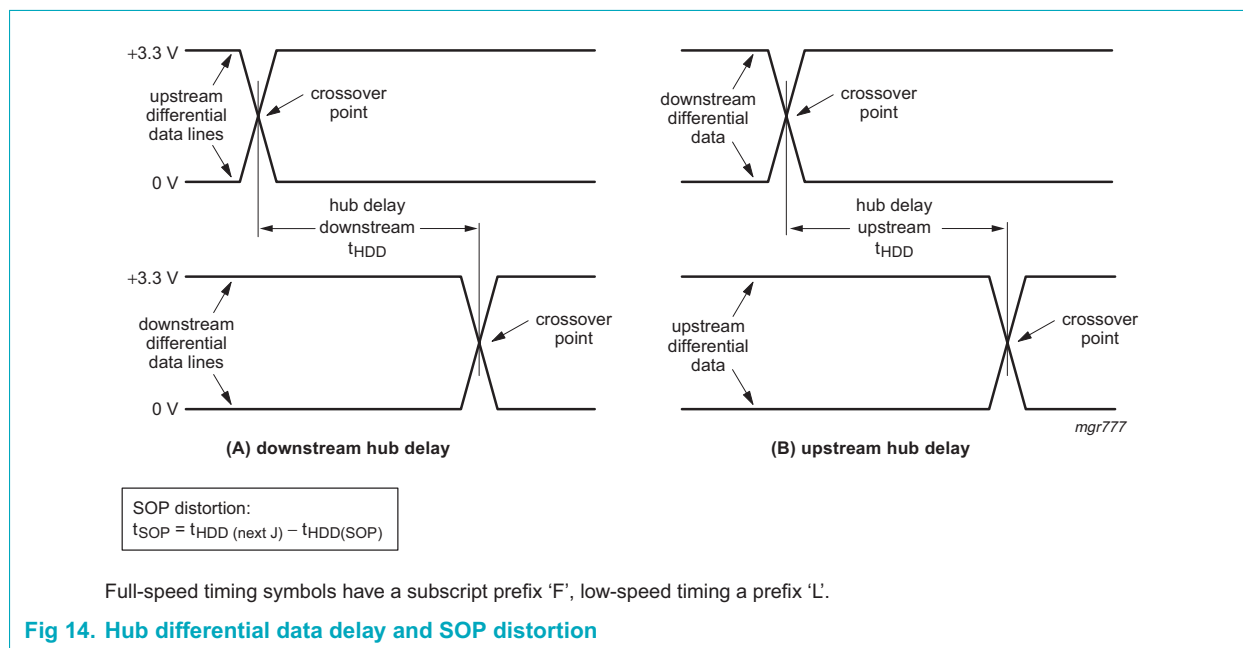 +3.3 V
upstream
differential
data lines
crossover
point
0 V
hub delay
downstream
tHDD
+3.3 V
downstream
differential
data lines
crossover
point
0 V
(A) downstream hub delay
downstream
differential
data
crossover
point
hub delay
upstream
tHDD
upstream
differential
data
crossover
point
mgr777
(B) upstream hub delay
SOP distortion:
tSOP = tHDD (next J) − tHDD(SOP)
Full-speed timing symbols have a subscript prefix ‘F’, low-speed timing a prefix ‘L’.
Fig 14. Hub differential data delay and SOP distortion